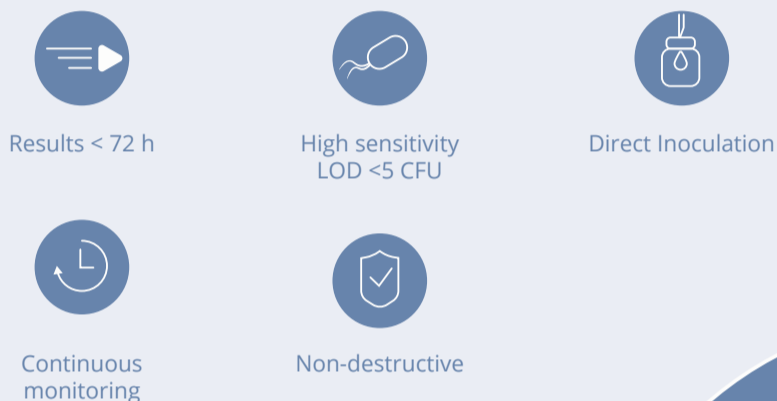 Results < 72 h
High sensitivity
LOD <5 CFU
Direct Inoculation
Continuous
monitoring
Non-destructive